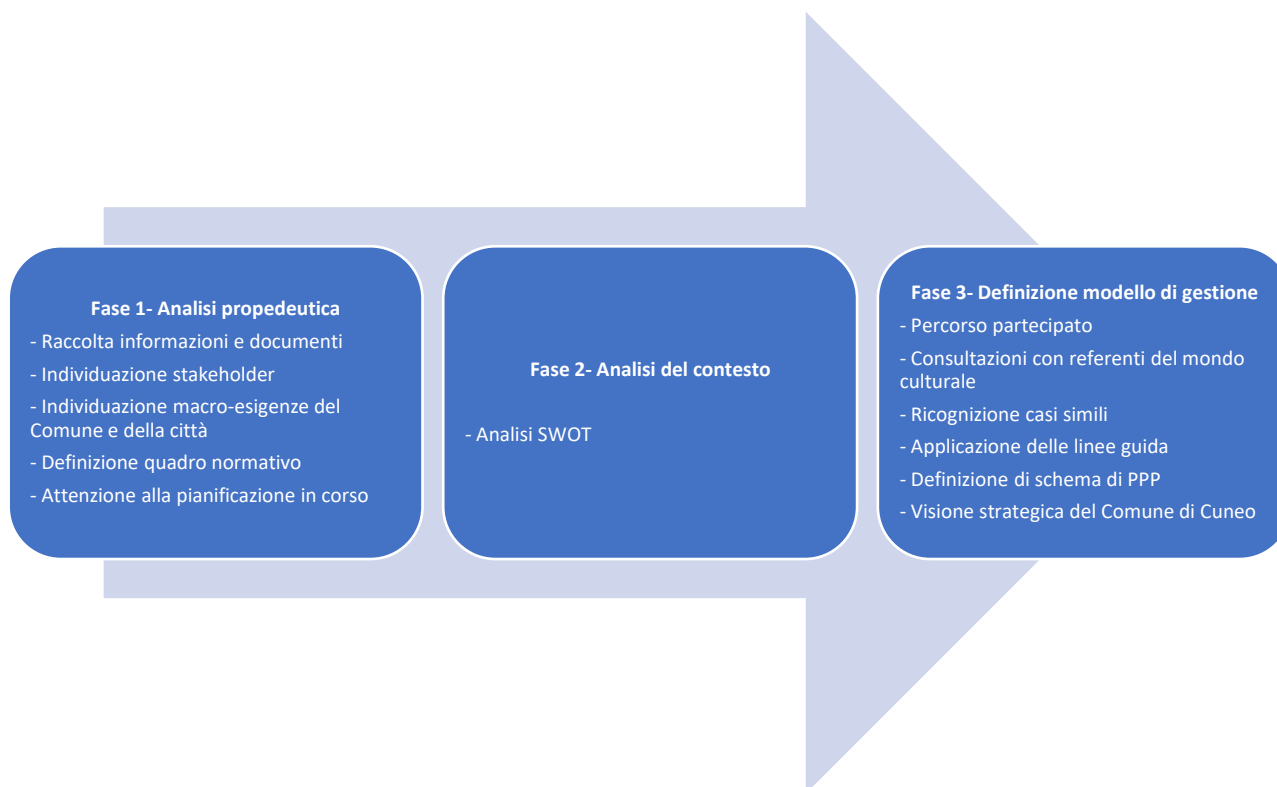 Fase 1- Analisi propedeutica
- Raccolta informazioni e documenti
- Individuazione stakeholder
- Individuazione macro-esigenze del
Comune e della città
- Definizione quadro normativo
- Attenzione alla pianificazione in corso
Fase 2- Analisi del contesto
- Analisi SWOT
Fase 3- Definizione modello di gestione
- Percorso partecipato
- Consultazioni con referenti del mondo
culturale
- Ricognizione casi simili
- Applicazione delle linee guida
- Definizione di schema di PPP
- Visione strategica del Comune di Cuneo